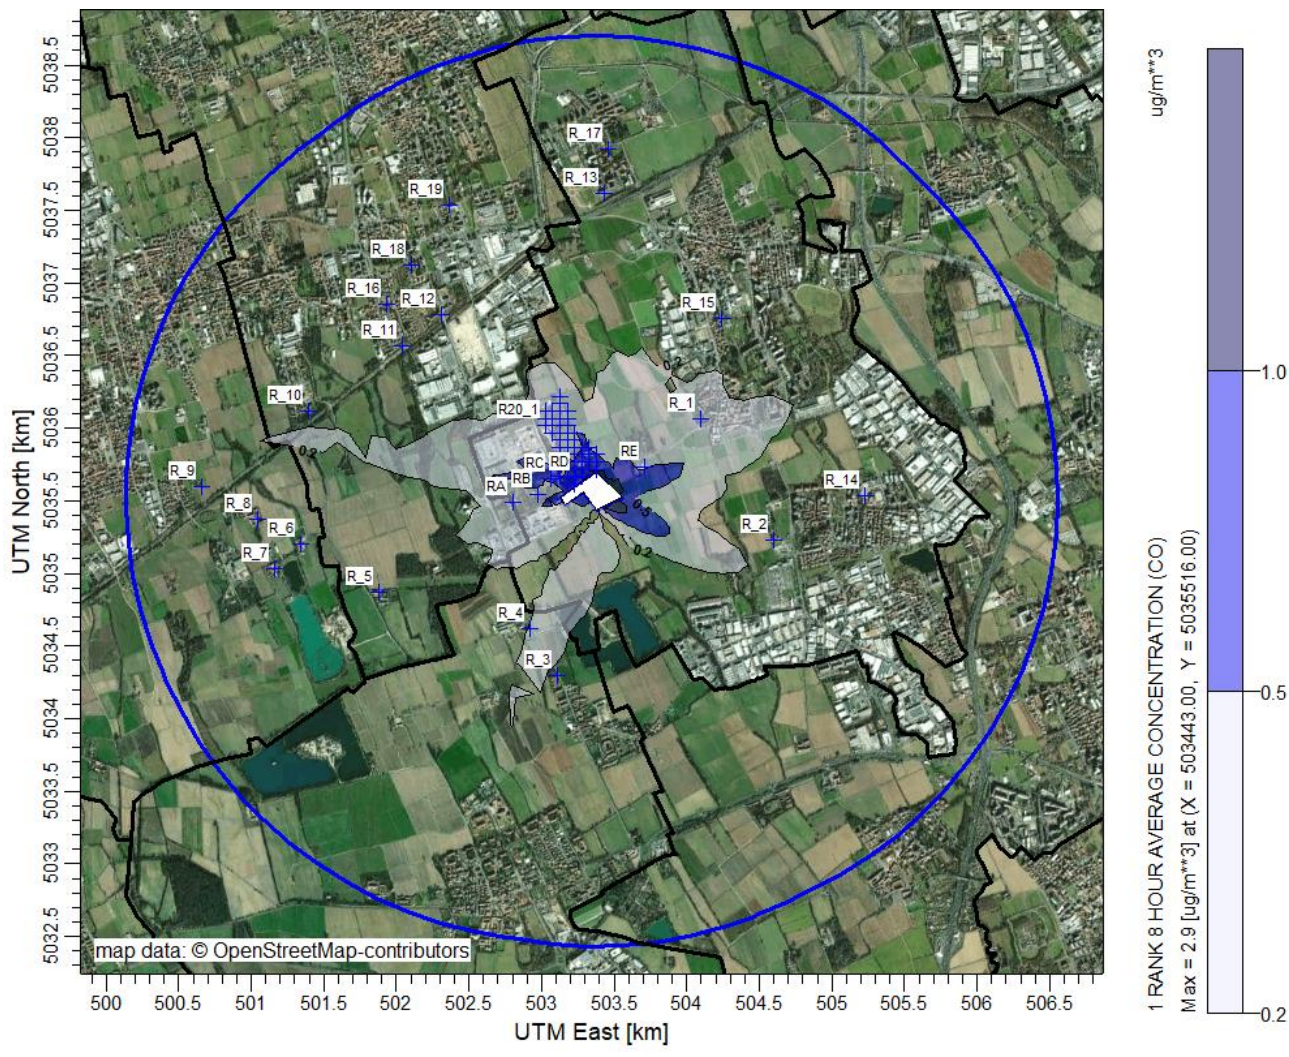 5038.5
5038
5037.5
5037
5036.5
5036
5035.5
5035
5034.5
5034
5033.5
5033
5032.5
UTM North [km]
R_17
R_13
R_19
R_18
R_16
R_12
R_11
R_15
R_10
R20_1
R_1
0.2
0.2
R_9
RC
RD
RE
RA
RB
R_14
R_8
R_6
R_7
0.5
R_2
0.2
R_5
R_4
R_3
map data: © OpenStreetMap-contributors
500
500.5
501
501.5
502
502.5
503
503.5
504
504.5
505
505.5
506
506.5
UTM East [km]
1 RANK 8 HOUR AVERAGE CONCENTRATION (CO)
Max = 2.9 [ug/m**3] at (X = 503443.00, Y = 5035516.00)
ug/m**3
1.0
0.5
0.2